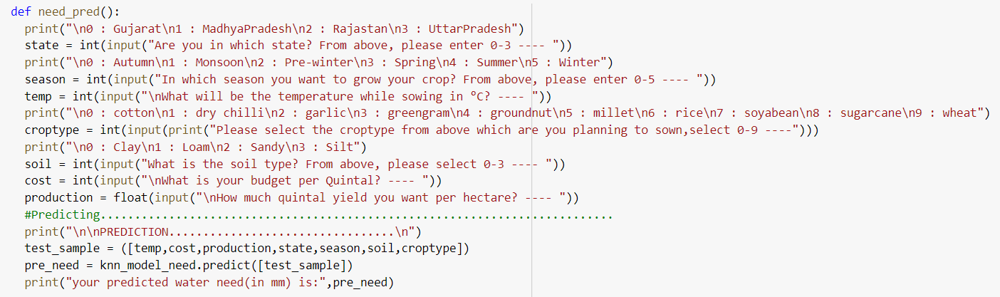 def need_pred():
  print("\n0 : Gujarat\n1 : MadhyaPradesh\n2 : Rajastan\n3 : UttarPradesh")
  state = int(input("Are you in which state? From above, please enter 0-3 ---- "))
  print("\n0 : Autumn\n1 : Monsoon\n2 : Pre-winter\n3 : Spring\n4 : Summer\n5 : Winter")
  season = int(input("In which season you want to grow your crop? From above, please enter 0-5 ---- "))
  temp = int(input("\nWhat will be the temperature while sowing in °C? ---- "))
  print("\n0 : cotton\n1 : dry chilli\n2 : garlic\n3 : greengram\n4 : groundnut\n5 : millet\n6 : rice\n7 : soyabean\n8 : sugarcane\n9 : wheat")
  croptype = int(input(print("Please select the croptype from above which are you planning to sown,select 0-9 ----")))
  print("\n0 : Clay\n1 : Loam\n2 : Sandy\n3 : Silt")
  soil = int(input("What is the soil type? From above, please select 0-3 ---- "))
  cost = int(input("\nWhat is your budget per Quintal? ---- "))
  production = float(input("\nHow much quintal yield you want per hectare? ---- "))
  #Predicting...........................................................................
  print("\n\nPREDICTION.................................\n")
  test_sample = ([temp,cost,production,state,season,soil,croptype])
  pre_need = knn_model_need.predict([test_sample])
  print("your predicted water need(in mm) is:",pre_need)